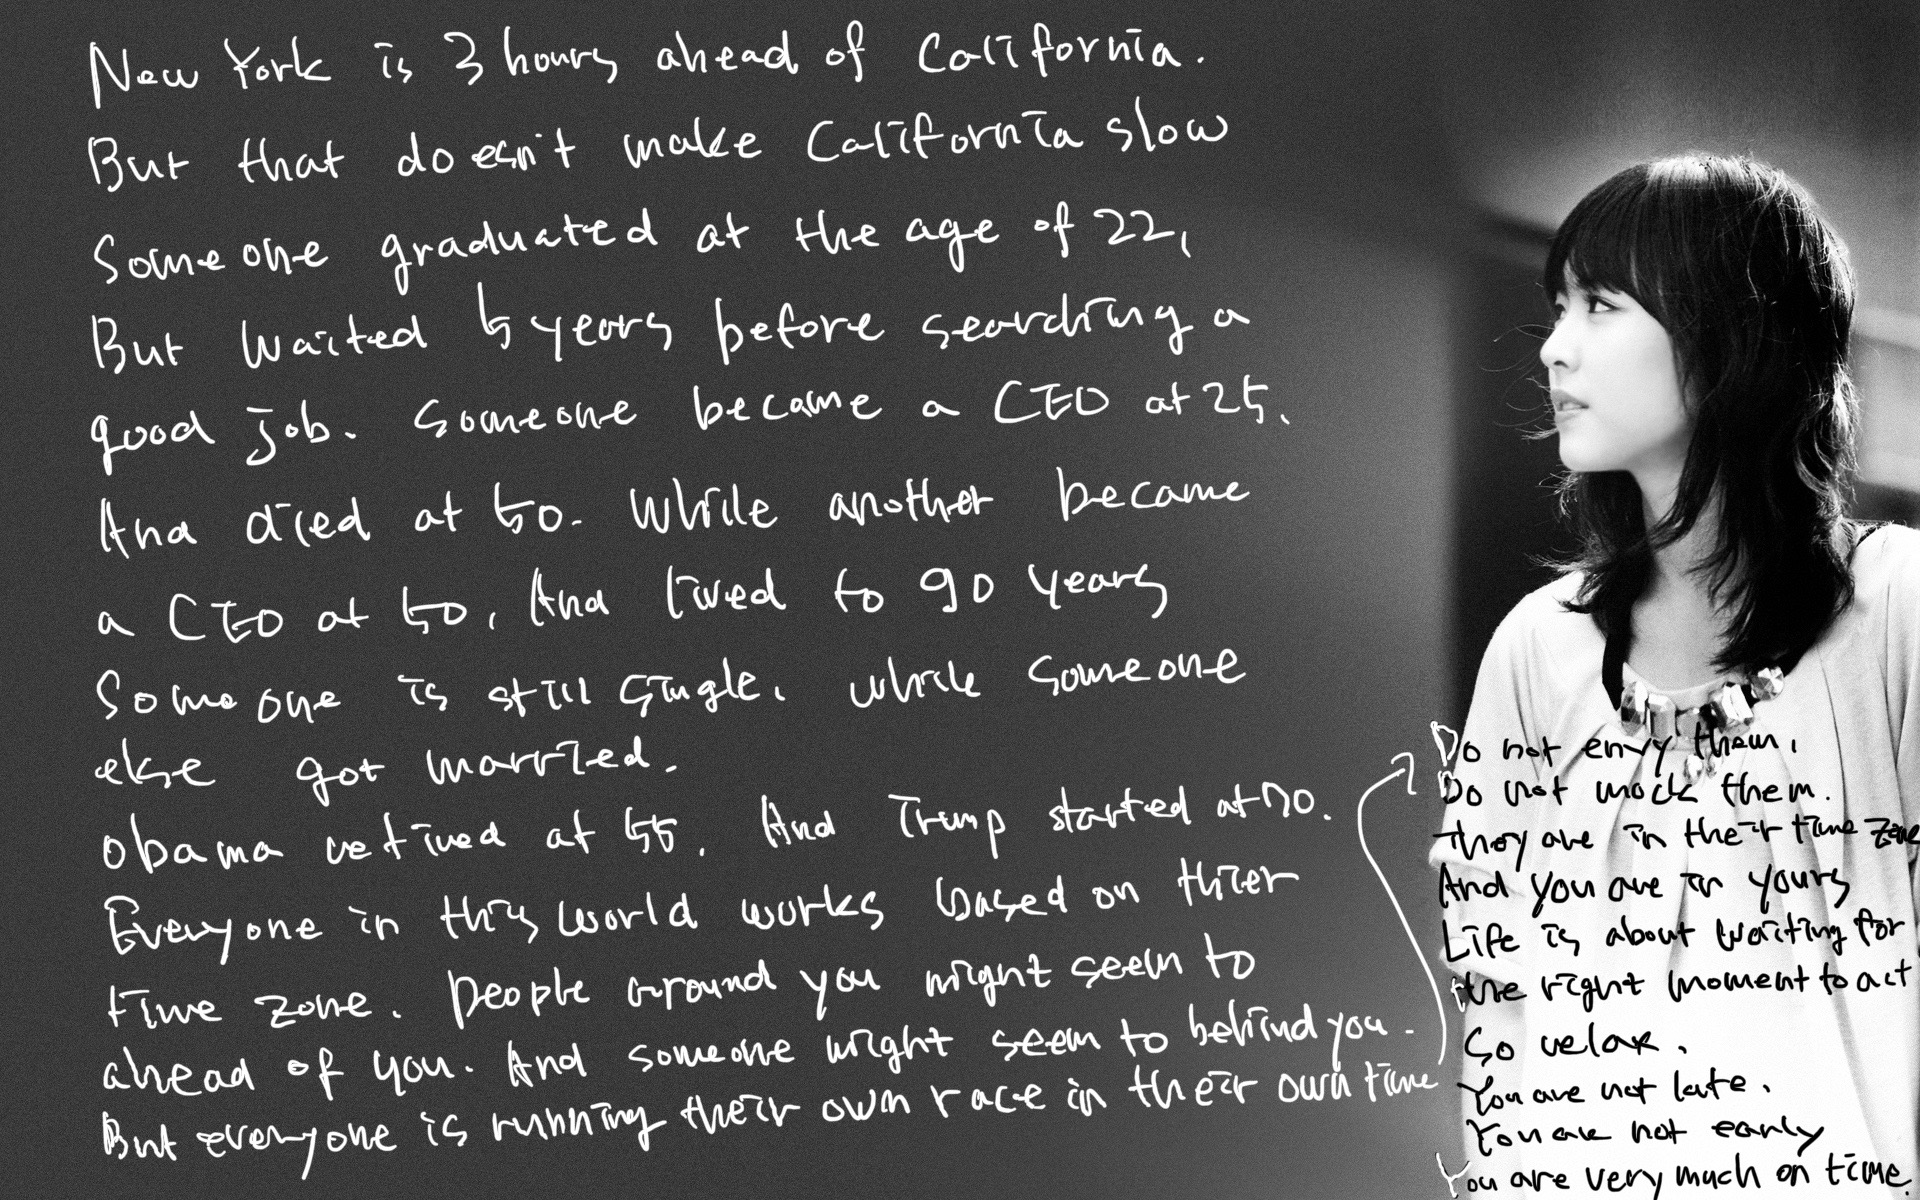 New York is 3 hours ahead of California.
But that doesn't make California slow
Someone graduated at the age of 22,
But waited 5 years before searching a
good job. Someone became a CEO at 25.
And died at 50. While another became
a CEO at 50, And lived to 90 years
Someone is still single. while someone
else got married.
Obama retired at 55. And Trump started at 70.
Everyone in this world works based on thier
time zone. People around you might seem to
ahead of you. And someone might seem to behind you.
But everyone is running their own race in their own time
Do not envy them.
Do not mock them.
They are in their time zone
And you are in yours
Life is about waiting for
the right moment to act
So relax.
You are not late.
You are not early
You are very much on time.